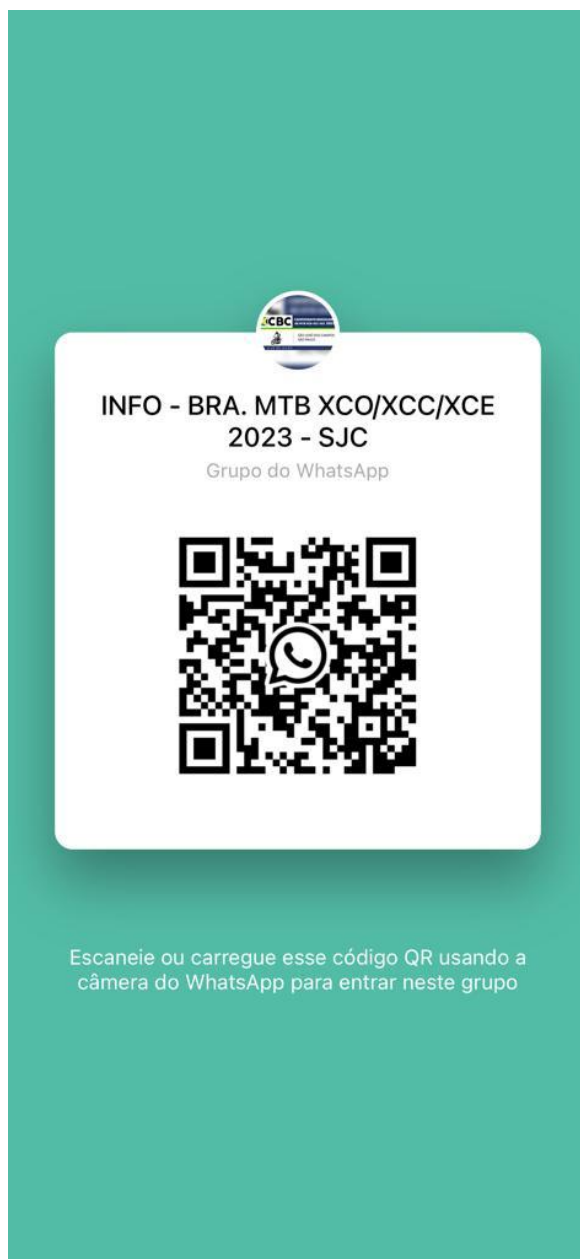 CBC
INFO - BRA. MTB XCO/XCC/XCE
2023 - SJC
Grupo do WhatsApp
Escaneie ou carregue esse código QR usando a
câmera do WhatsApp para entrar neste grupo